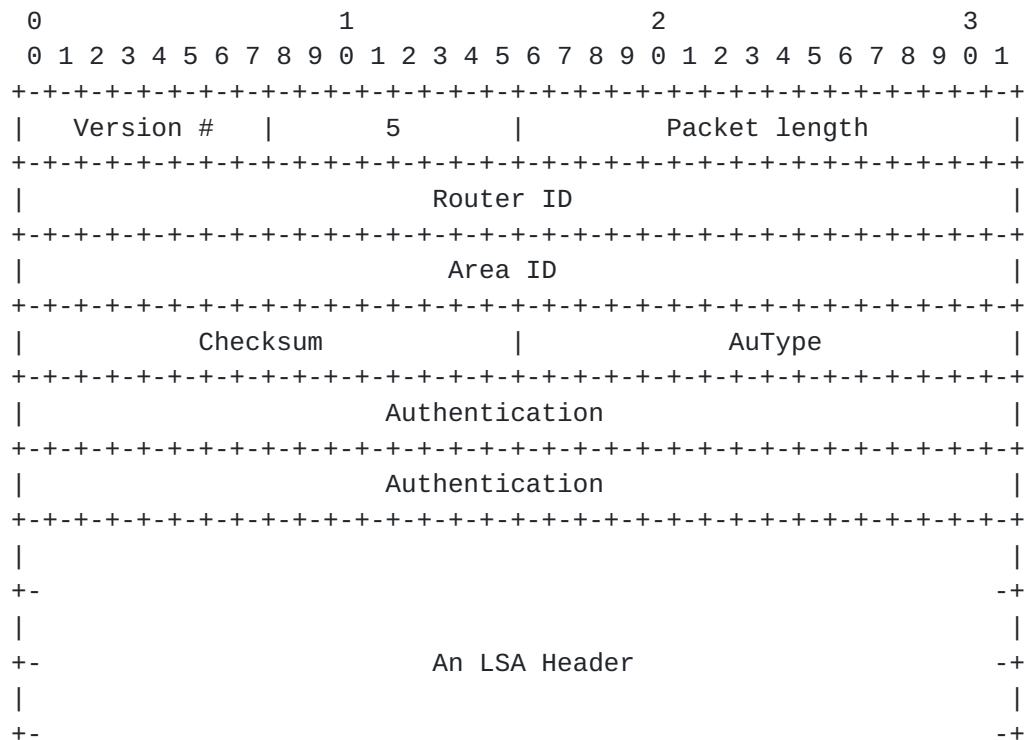 0                   1                   2                   3
 0 1 2 3 4 5 6 7 8 9 0 1 2 3 4 5 6 7 8 9 0 1 2 3 4 5 6 7 8 9 0 1
+-+-+-+-+-+-+-+-+-+-+-+-+-+-+-+-+-+-+-+-+-+-+-+-+-+-+-+-+-+-+-+-+
|   Version #   |       5       |         Packet length         |
+-+-+-+-+-+-+-+-+-+-+-+-+-+-+-+-+-+-+-+-+-+-+-+-+-+-+-+-+-+-+-+-+
|                          Router ID                            |
+-+-+-+-+-+-+-+-+-+-+-+-+-+-+-+-+-+-+-+-+-+-+-+-+-+-+-+-+-+-+-+-+
|                           Area ID                             |
+-+-+-+-+-+-+-+-+-+-+-+-+-+-+-+-+-+-+-+-+-+-+-+-+-+-+-+-+-+-+-+-+
|           Checksum            |             AuType            |
+-+-+-+-+-+-+-+-+-+-+-+-+-+-+-+-+-+-+-+-+-+-+-+-+-+-+-+-+-+-+-+-+
|                       Authentication                          |
+-+-+-+-+-+-+-+-+-+-+-+-+-+-+-+-+-+-+-+-+-+-+-+-+-+-+-+-+-+-+-+-+
|                       Authentication                          |
+-+-+-+-+-+-+-+-+-+-+-+-+-+-+-+-+-+-+-+-+-+-+-+-+-+-+-+-+-+-+-+-+
|                                                               |
+-                                                             -+
|                                                               |
+-                         An LSA Header                       -+
|                                                               |
+-                                                             -+